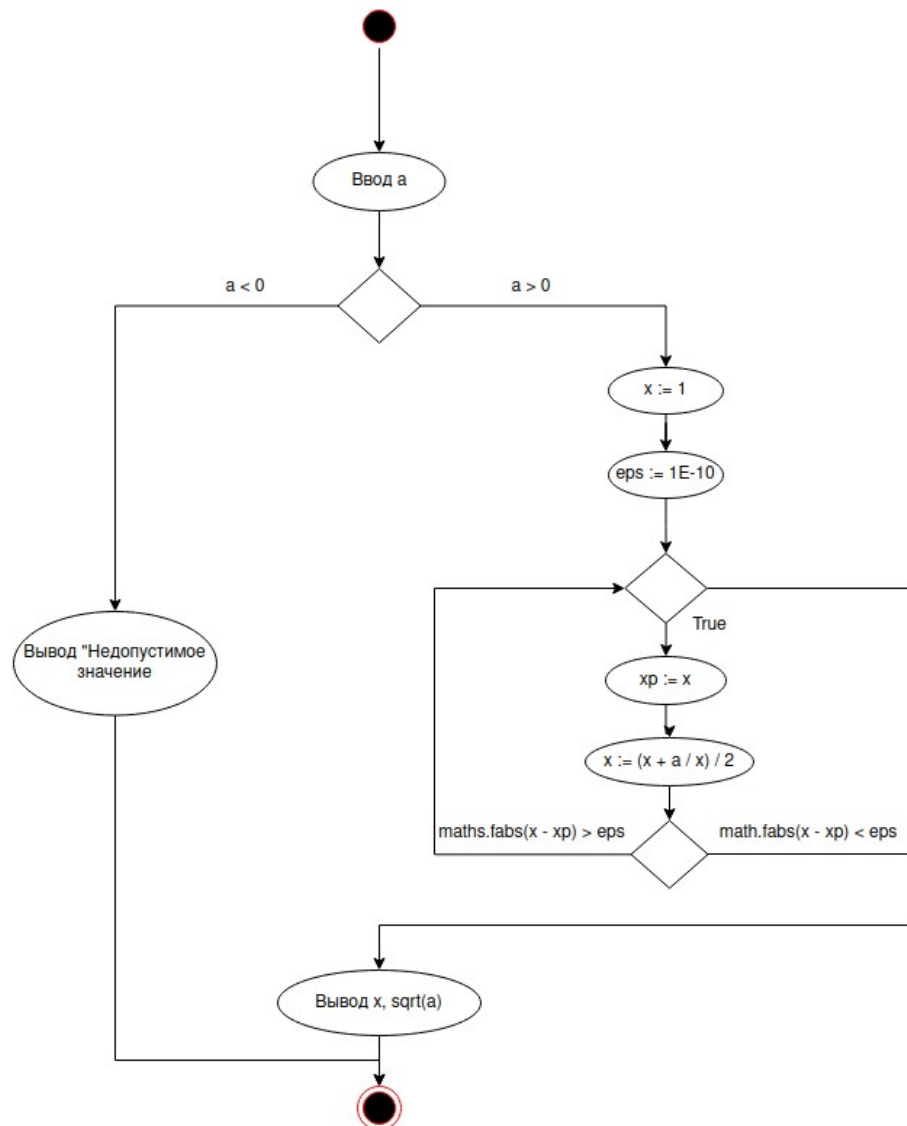 Ввод a
a < 0
a > 0
x := 1
eps := 1E-10
True
Вывод "Недопустимое
значение
xp := x
x := (x + a / x) / 2
maths.fabs(x - xp) > eps
math.fabs(x - xp) < eps
Вывод x, sqrt(a)